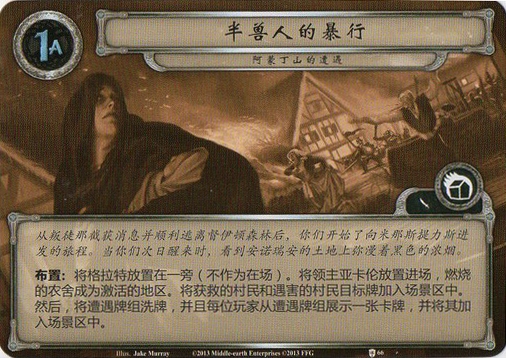 1A
半兽人的暴行
阿蒙丁山的遭遇
从叛徒那截获消息并顺利逃离督伊顿森林后，你们开始了向米那斯提力斯进
发的旅程。当你们次日醒来时，看到安诺瑞安的土地上弥漫着黑色的浓烟。
布置：将格拉特放置在一旁（不作为在场）。将领主亚卡伦放置进场，燃烧
的农舍成为激活的地区。将获救的村民和遇害的村民目标牌加入场景区中。
然后，将遭遇牌组洗牌，并且每位玩家从遭遇牌组展示一张卡牌，并将其加
入场景区中。
Illus. Jake Murray ©2013 Middle-earth Enterprises ©2013 FFG 66